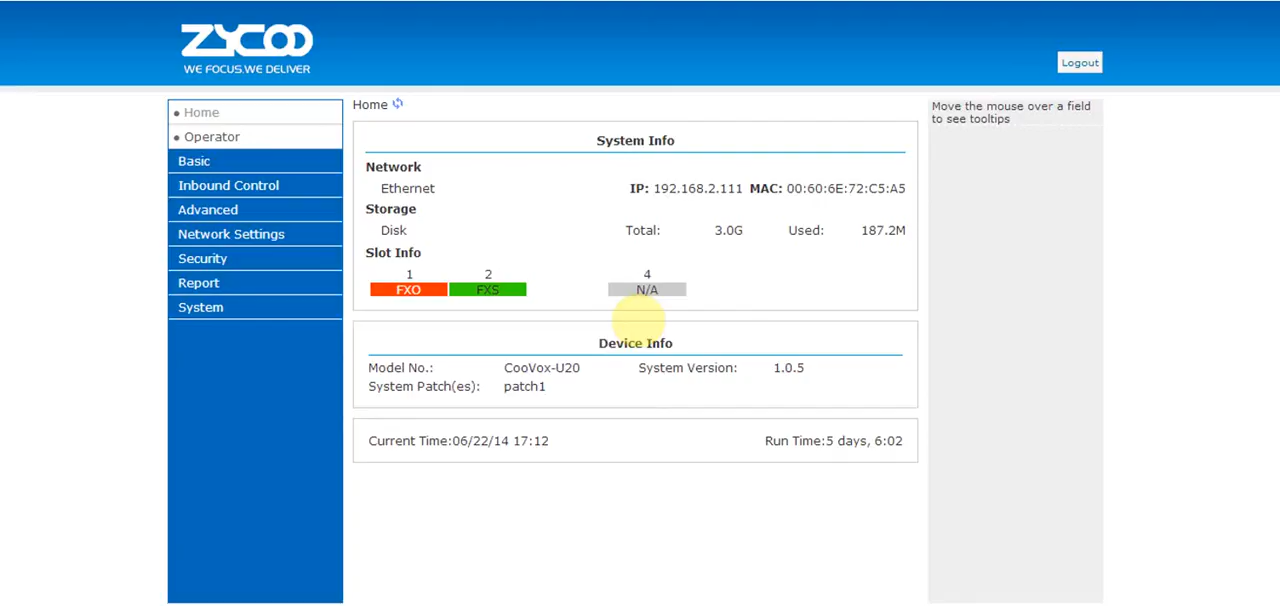 ZYCOO
WE FOCUS.WE DELIVER
Logout
Home
Operator
Basic
Inbound Control
Advanced
Network Settings
Security
Report
System
Home
System Info
Network
Ethernet IP: 192.168.2.111 MAC: 00:60:6E:72:C5:A5
Storage
Disk Total: 3.0G Used: 187.2M
Slot Info
1 2 4
FXO FXS N/A
Device Info
Model No.: CooVox-U20 System Version: 1.0.5
System Patch(es): patch1
Current Time:06/22/14 17:12 Run Time:5 days, 6:02
Move the mouse over a field
to see tooltips